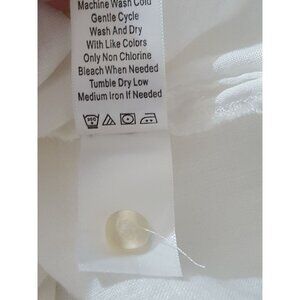 Machine Wash Cold
Gentle Cycle
Wash And Dry
With Like Colors
Only Non Chlorine
Bleach When Needed
Tumble Dry Low
Medium Iron If Needed